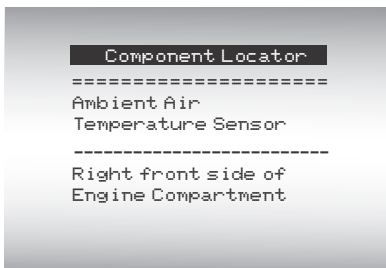 Component Locator
=====================
Ambient Air
Temperature Sensor
--------------------------
Right front side of
Engine Compartment